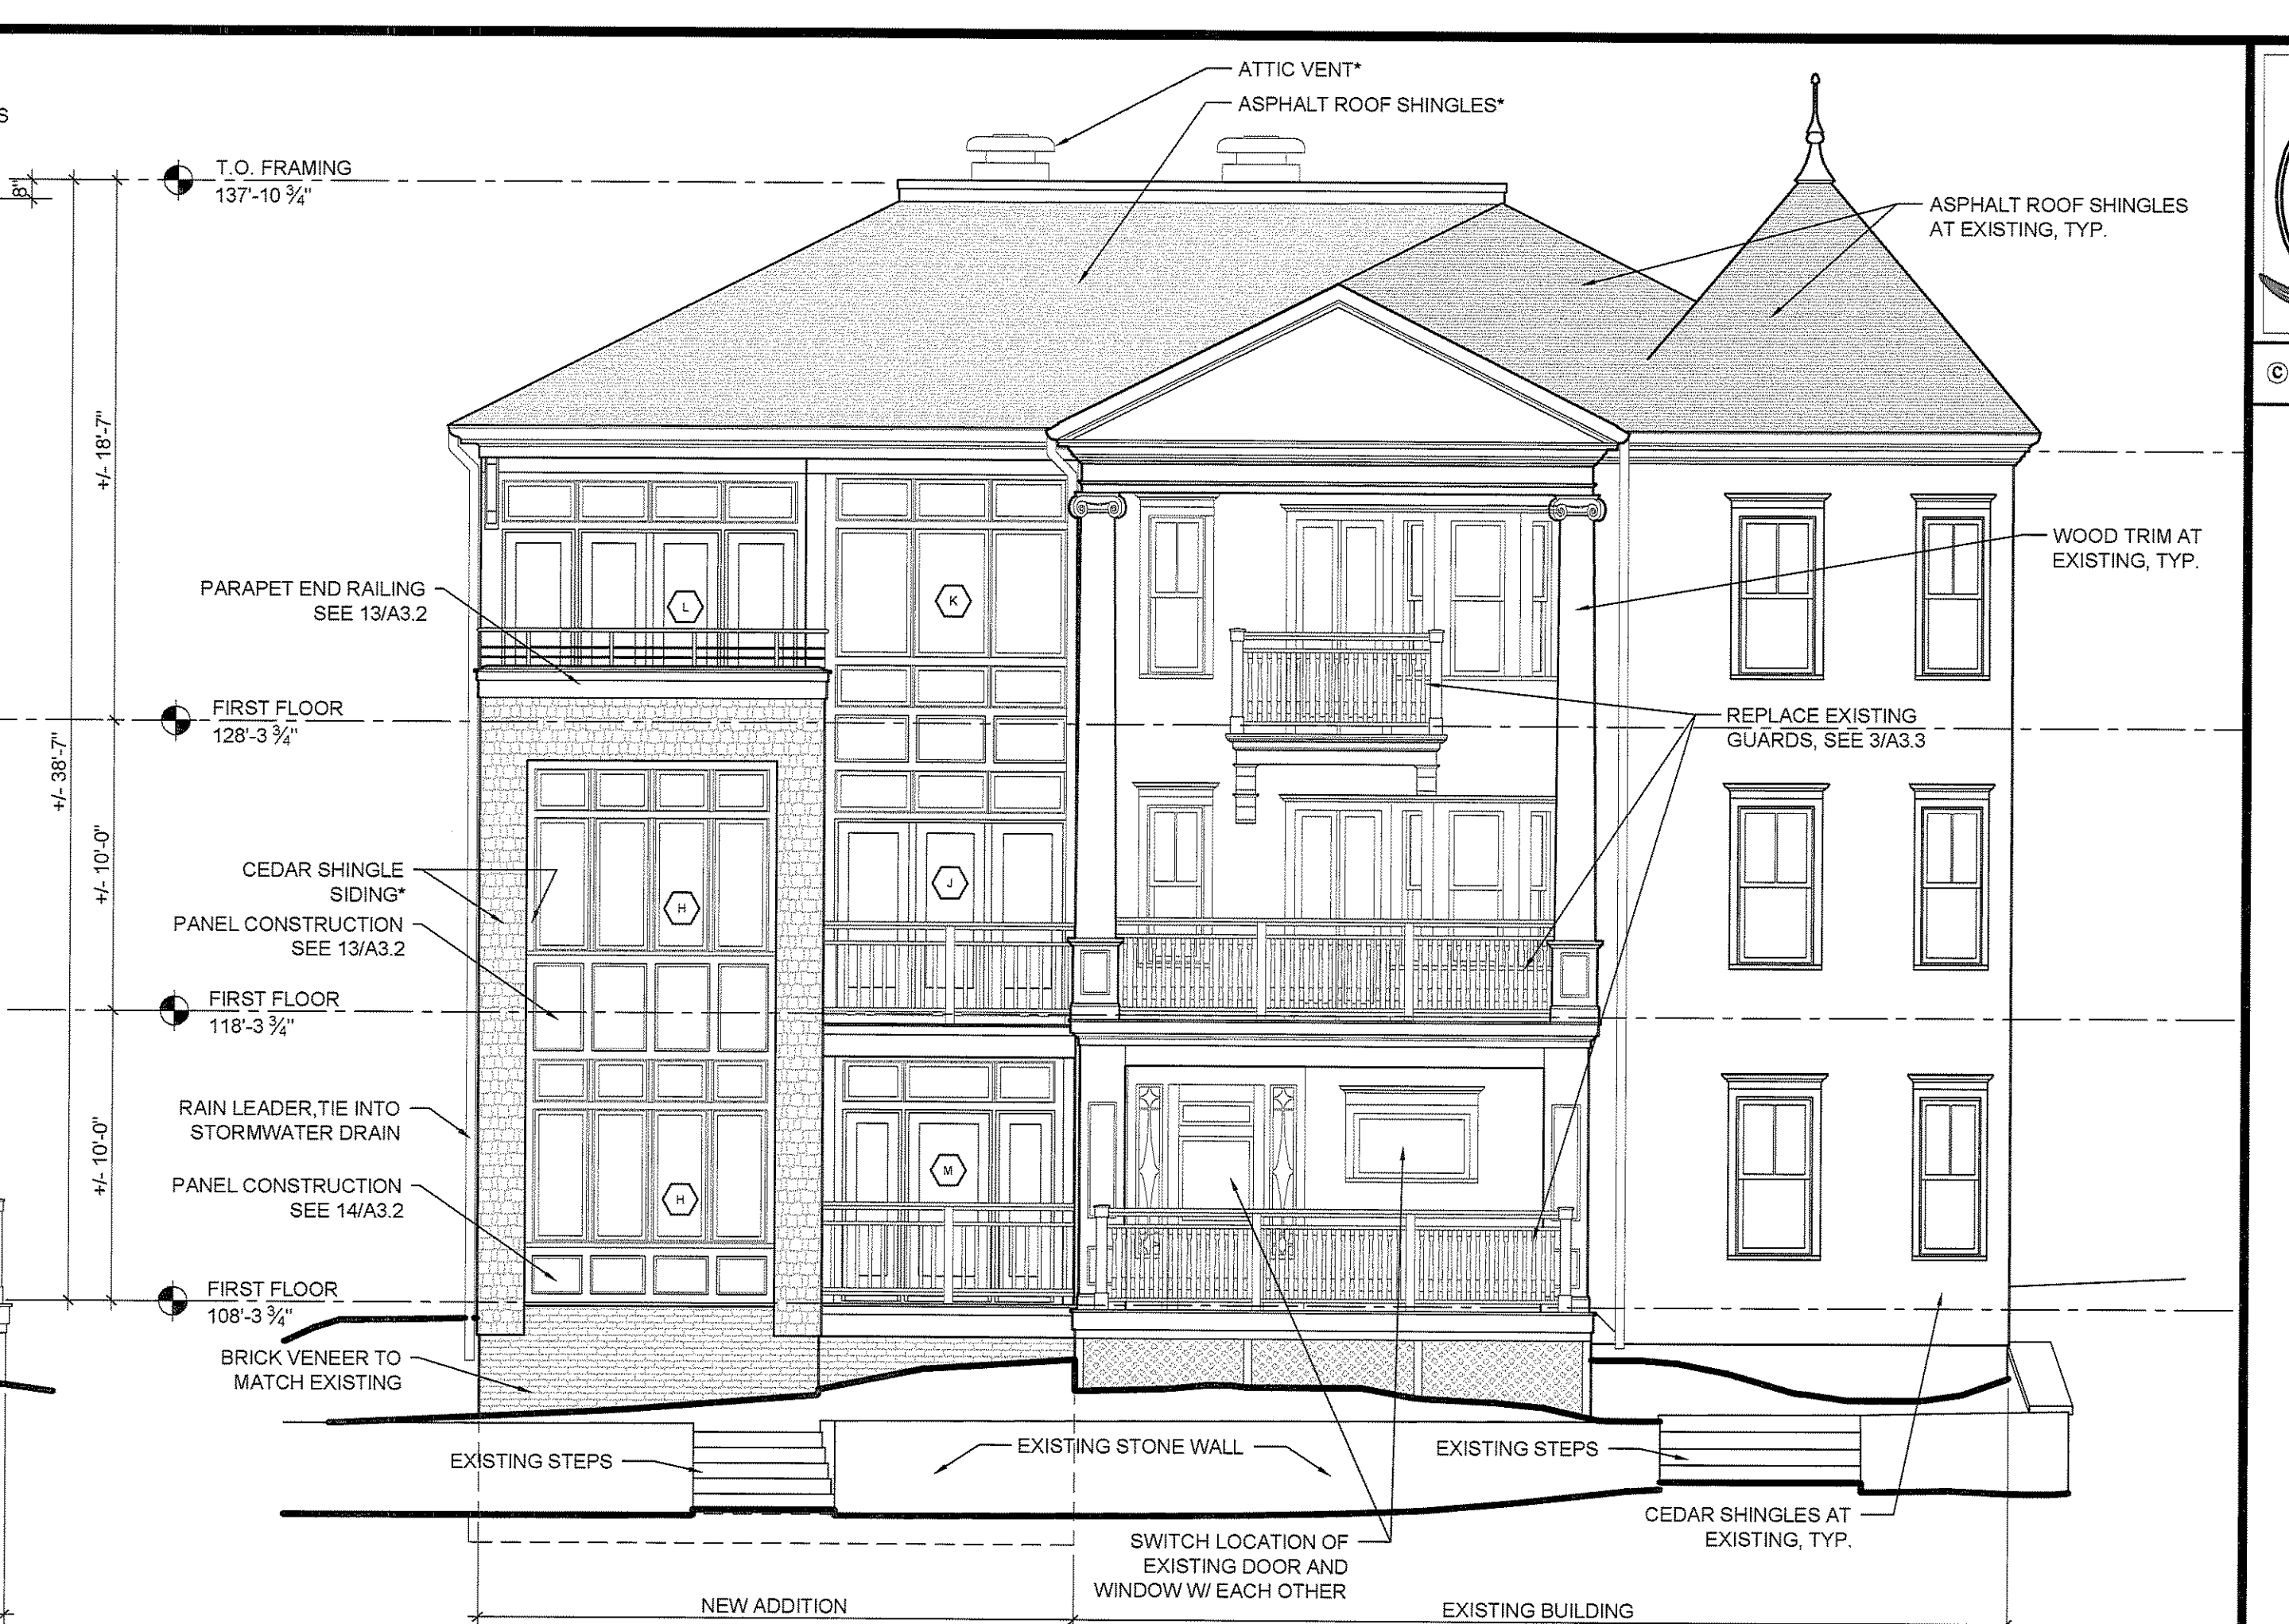 ATTIC VENT*
ASPHALT ROOF SHINGLES*
S
T.O. FRAMING
137'-10 ¾"
8"
ASPHALT ROOF SHINGLES
AT EXISTING, TYP.
©
+/- 18'-7"
WOOD TRIM AT
EXISTING, TYP.
PARAPET END RAILING
SEE 13/A3.2
L
K
FIRST FLOOR
128'-3 ¾"
REPLACE EXISTING
GUARDS, SEE 3/A3.3
+/- 38'-7"
+/- 10'-0"
CEDAR SHINGLE
SIDING*
J
H
PANEL CONSTRUCTION
SEE 13/A3.2
FIRST FLOOR
118'-3 ¾"
RAIN LEADER,TIE INTO
STORMWATER DRAIN
+/- 10'-0"
M
H
PANEL CONSTRUCTION
SEE 14/A3.2
FIRST FLOOR
108'-3 ¾"
BRICK VENEER TO
MATCH EXISTING
EXISTING STEPS
EXISTING STONE WALL
EXISTING STEPS
CEDAR SHINGLES AT
EXISTING, TYP.
SWITCH LOCATION OF
EXISTING DOOR AND
WINDOW W/ EACH OTHER
NEW ADDITION
EXISTING BUILDING